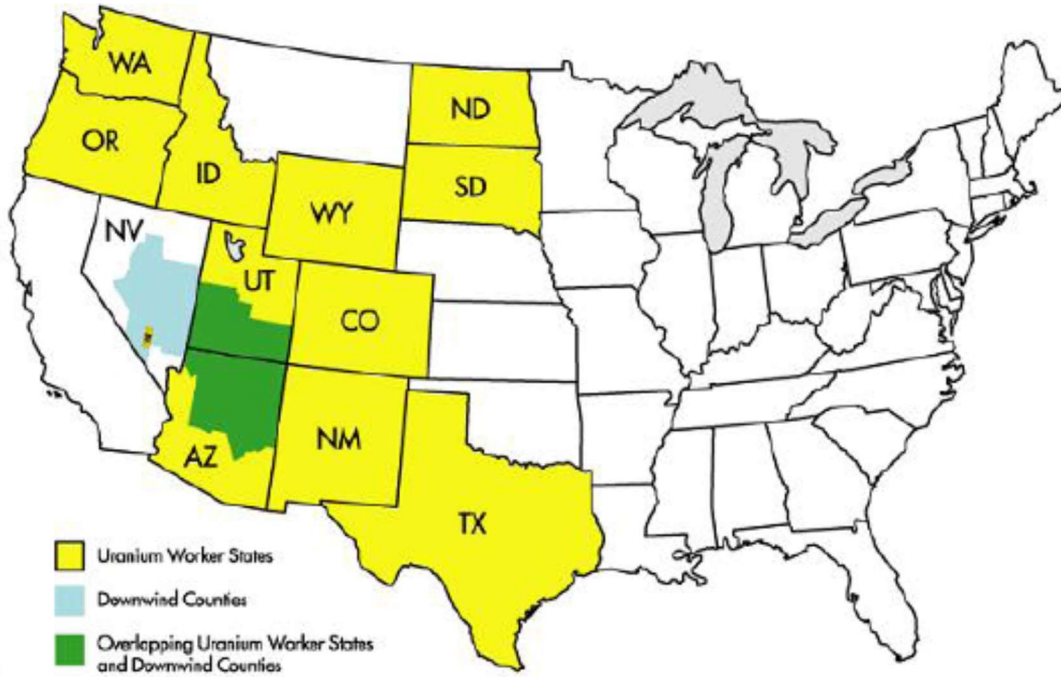 WA
OR
ID
ND
SD
WY
NV
UT
CO
AZ
NM
TX
Uranium Worker States
Downwind Counties
Overlapping Uranium Worker States
and Downwind Counties